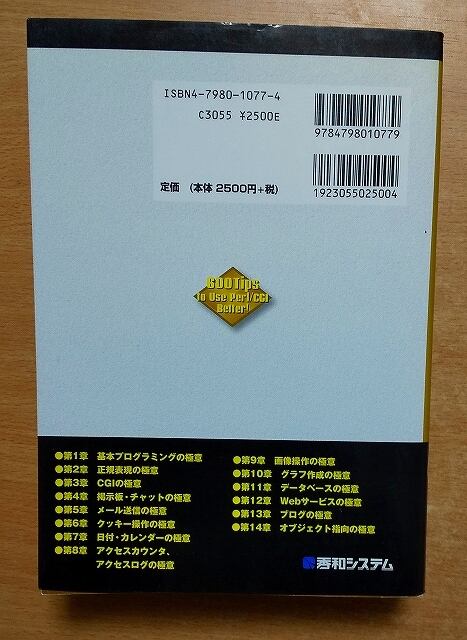 ISBN4-7980-1077-4
C3055 ¥2500E
9784798010779
定価 (本体 2500円+税)
1923055025004
600Tips
to Use Perl/CGI
Better!
●第1章 基本プログラミングの極意
●第2章 正規表現の極意
●第3章 CGIの極意
●第4章 掲示板・チャットの極意
●第5章 メール送信の極意
●第6章 クッキー操作の極意
●第7章 日付・カレンダーの極意
●第8章 アクセスカウンタ、
アクセスログの極意
●第9章 画像操作の極意
●第10章 グラフ作成の極意
●第11章 データベースの極意
●第12章 Webサービスの極意
●第13章 ブログの極意
●第14章 オブジェクト指向の極意
秀和システム